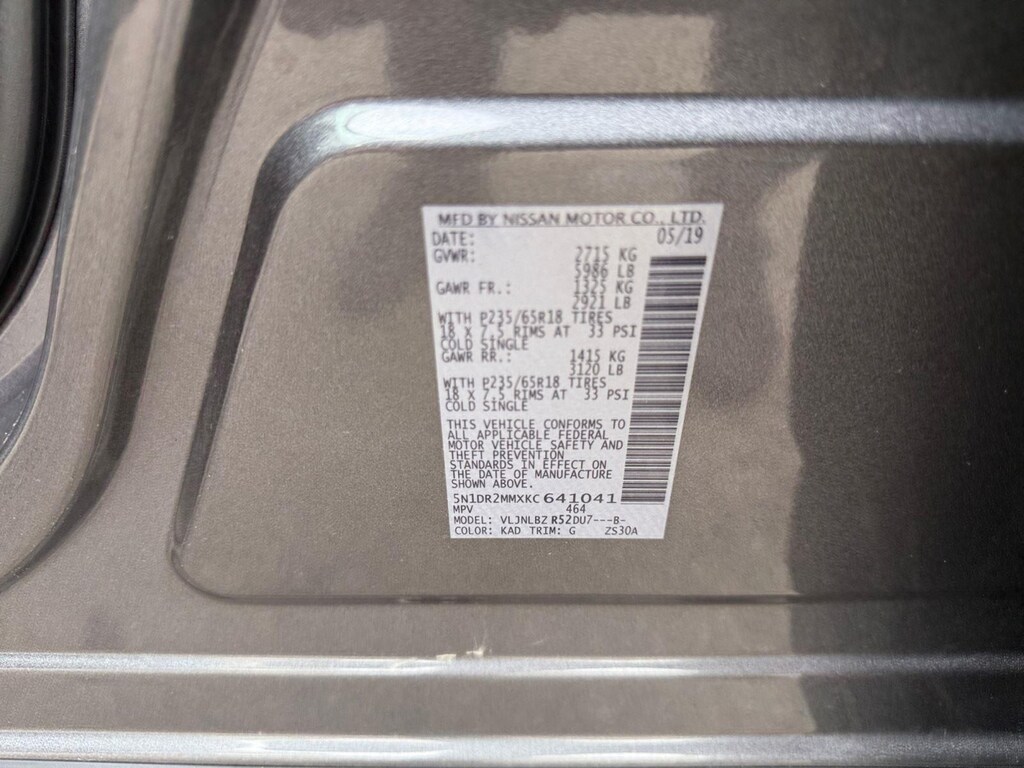 MFD BY NISSAN MOTOR CO., LTD.
DATE: 05/19
GVWR: 2715 KG
5986 LB
GAWR FR.: 1325 KG
2921 LB
WITH P235/65R18 TIRES
18 X 7.5 RIMS AT 33 PSI
COLD SINGLE
GAWR RR.: 1415 KG
3120 LB
WITH P235/65R18 TIRES
18 X 7.5 RIMS AT 33 PSI
COLD SINGLE
THIS VEHICLE CONFORMS TO
ALL APPLICABLE FEDERAL
MOTOR VEHICLE SAFETY AND
THEFT PREVENTION
STANDARDS IN EFFECT ON
THE DATE OF MANUFACTURE
SHOWN ABOVE.
5N1DR2MMXKC641041
MPV 464
MODEL: VLJNLBZ R52DU7---B-
COLOR: KAD TRIM: G ZS30A